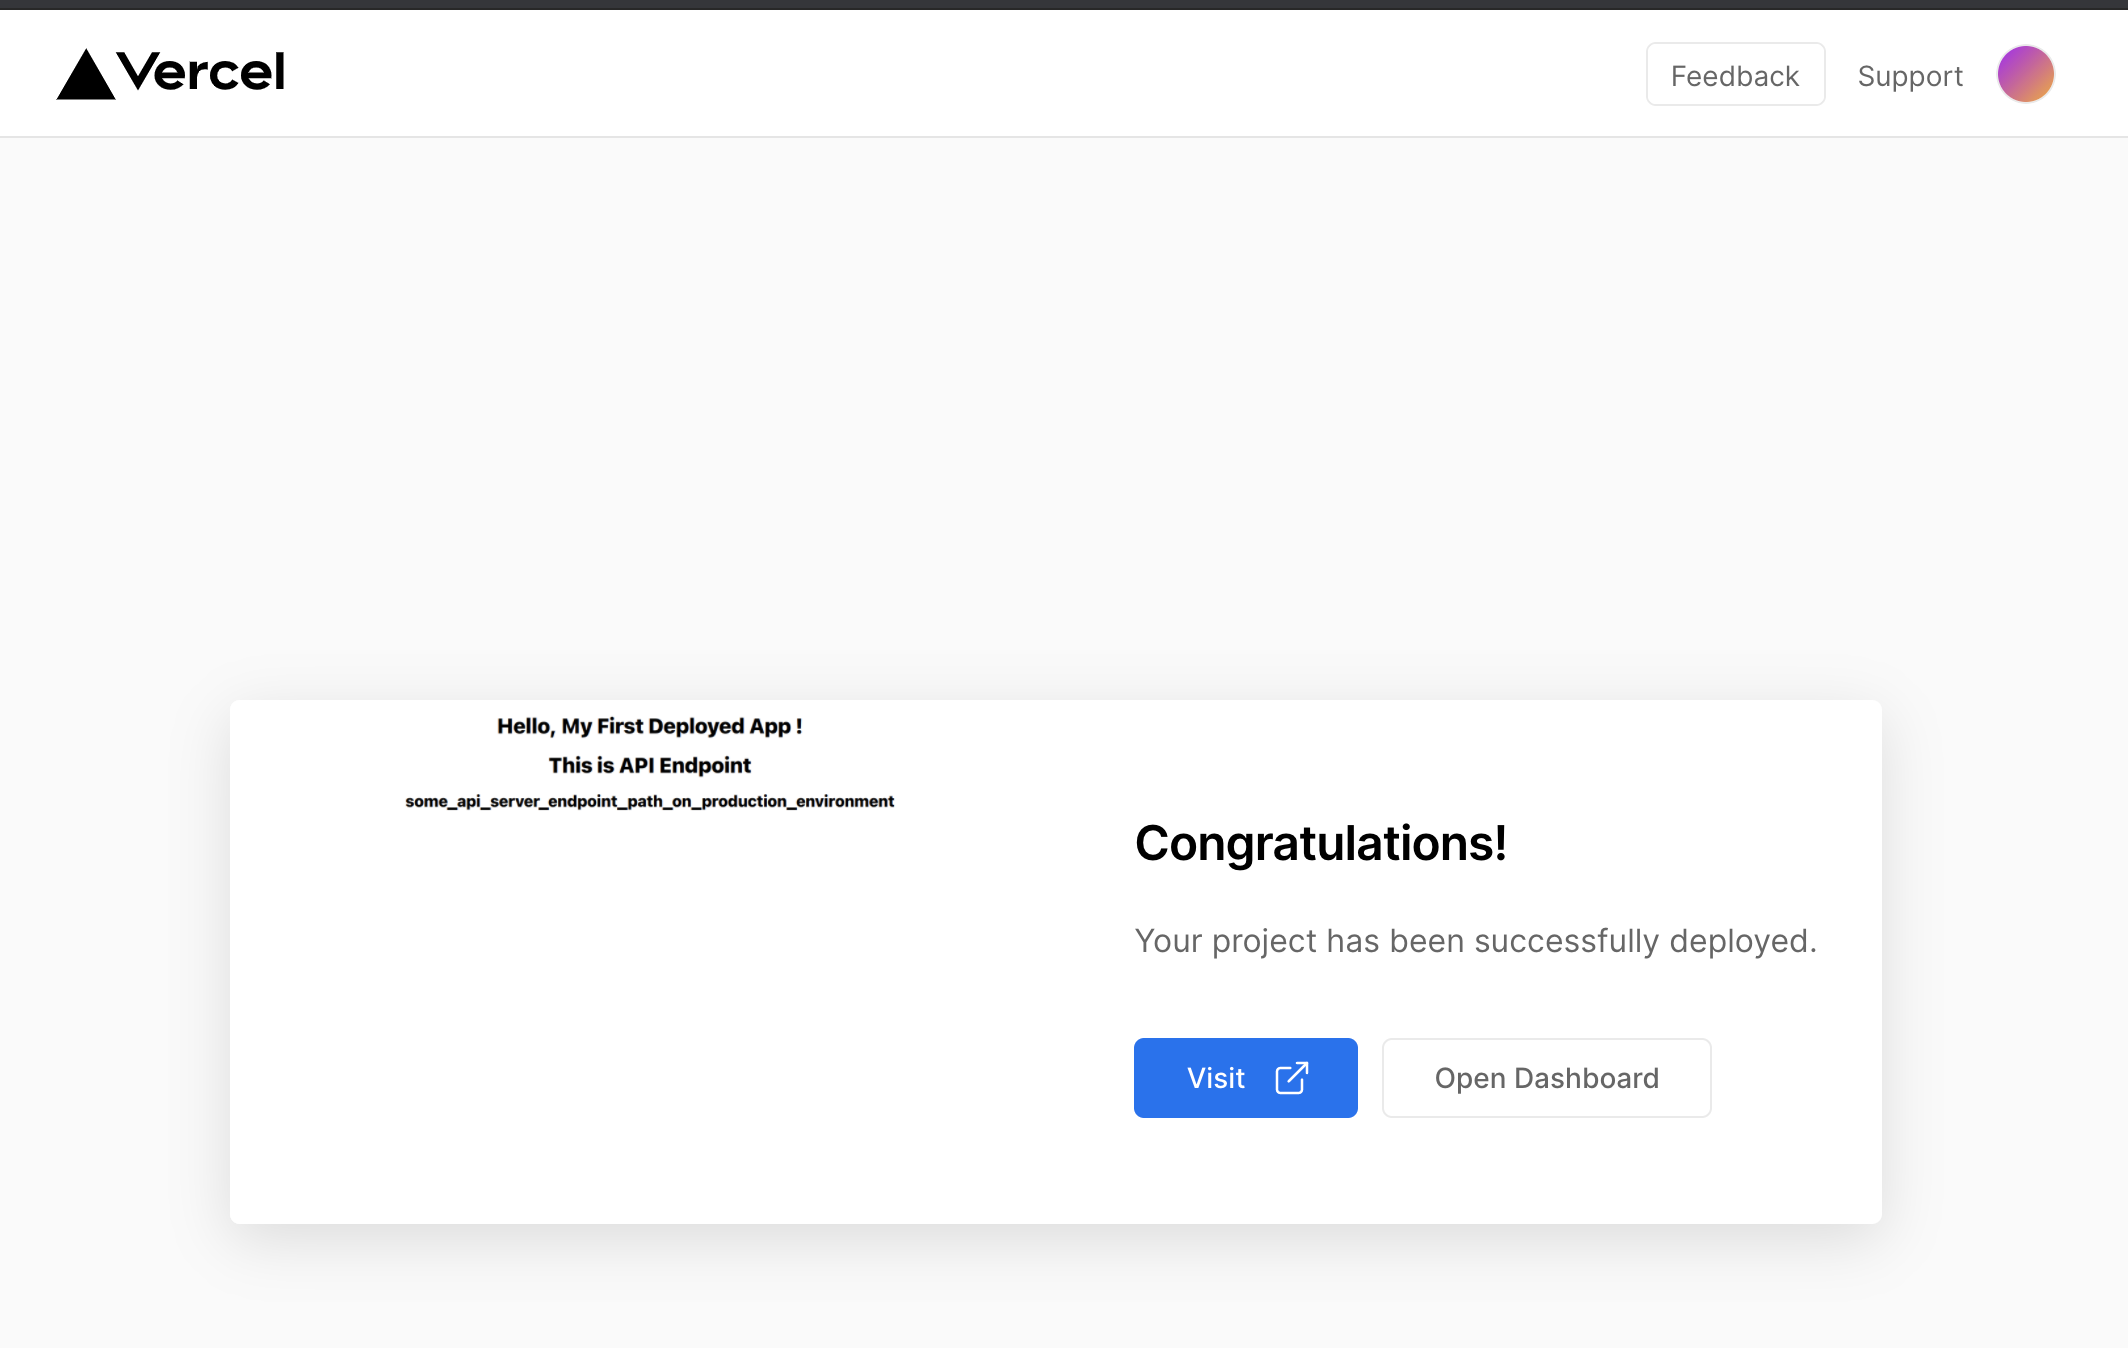 Vercel
Feedback
Support
Hello, My First Deployed App !
This is API Endpoint
some_api_server_endpoint_path_on_production_environment
Congratulations!
Your project has been successfully deployed.
Visit
Open Dashboard